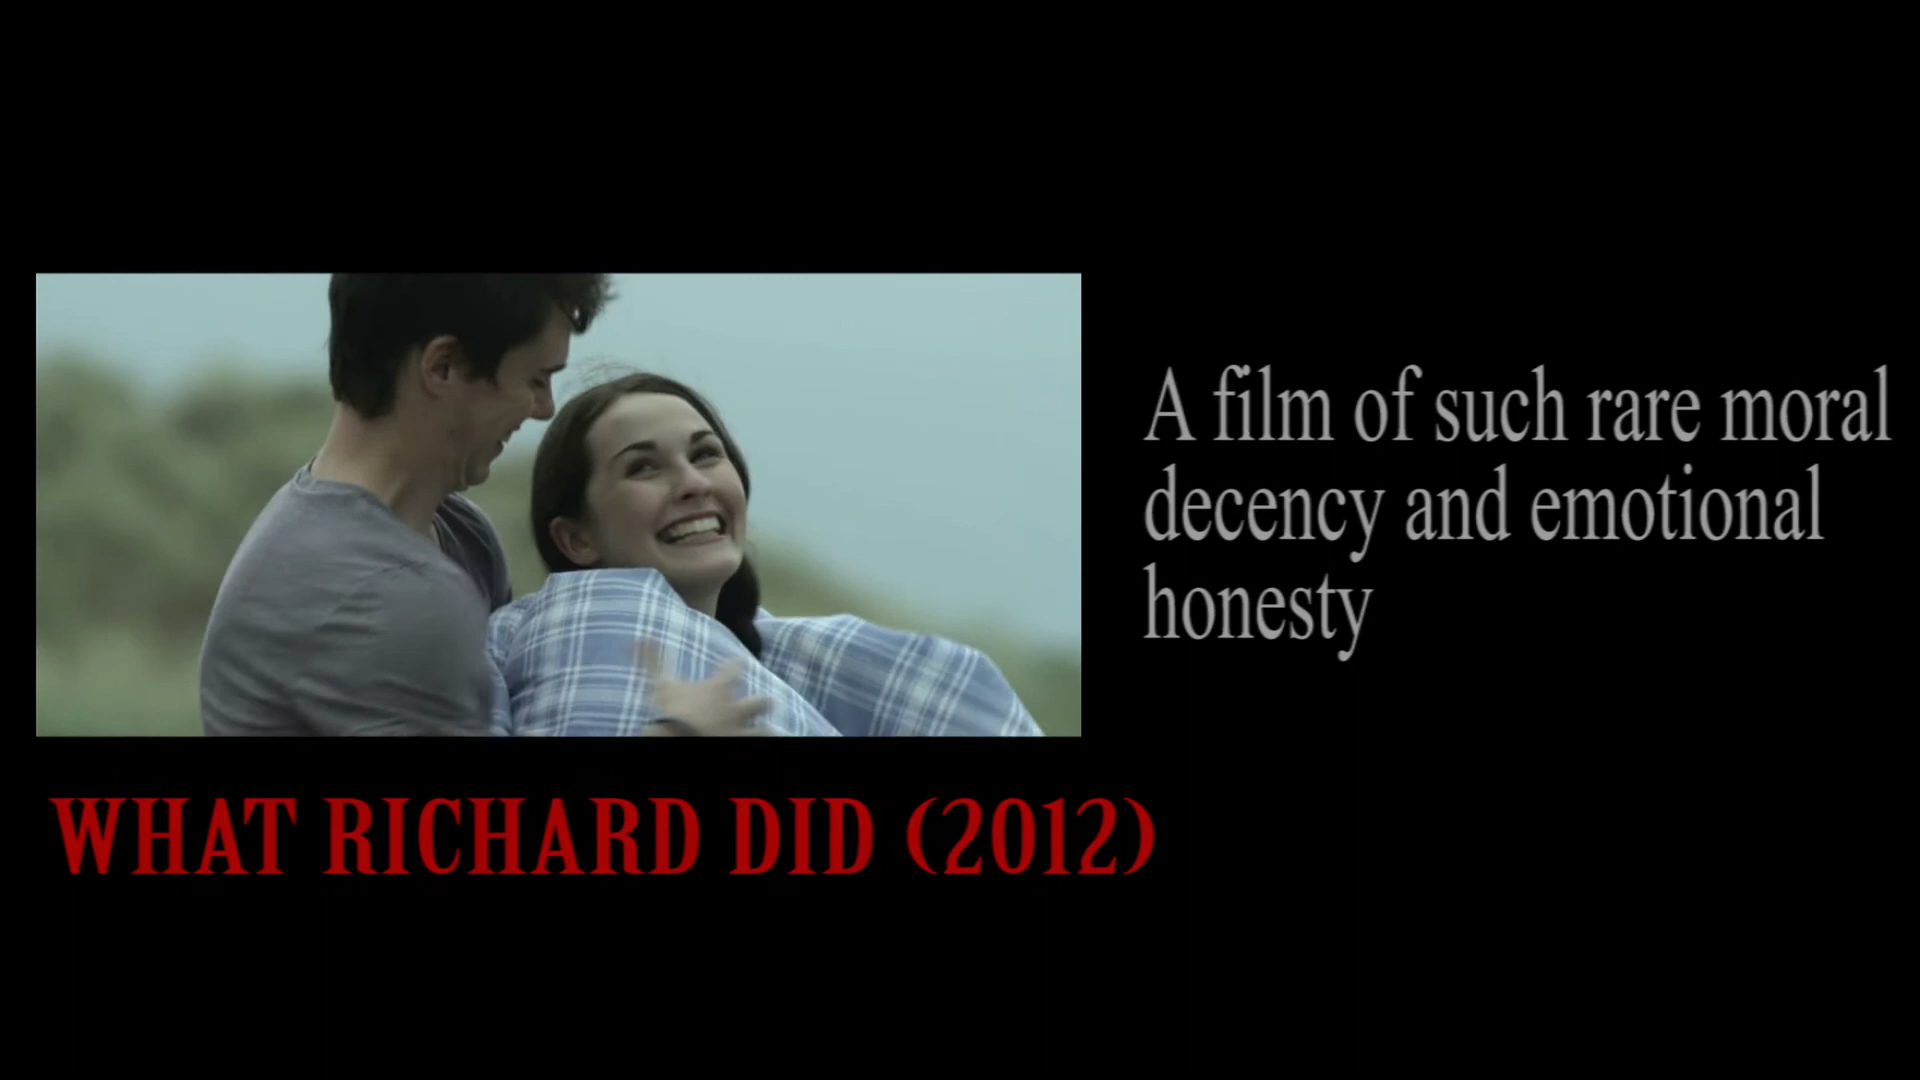 A film of such rare moral
decency and emotional
honesty
WHAT RICHARD DID (2012)